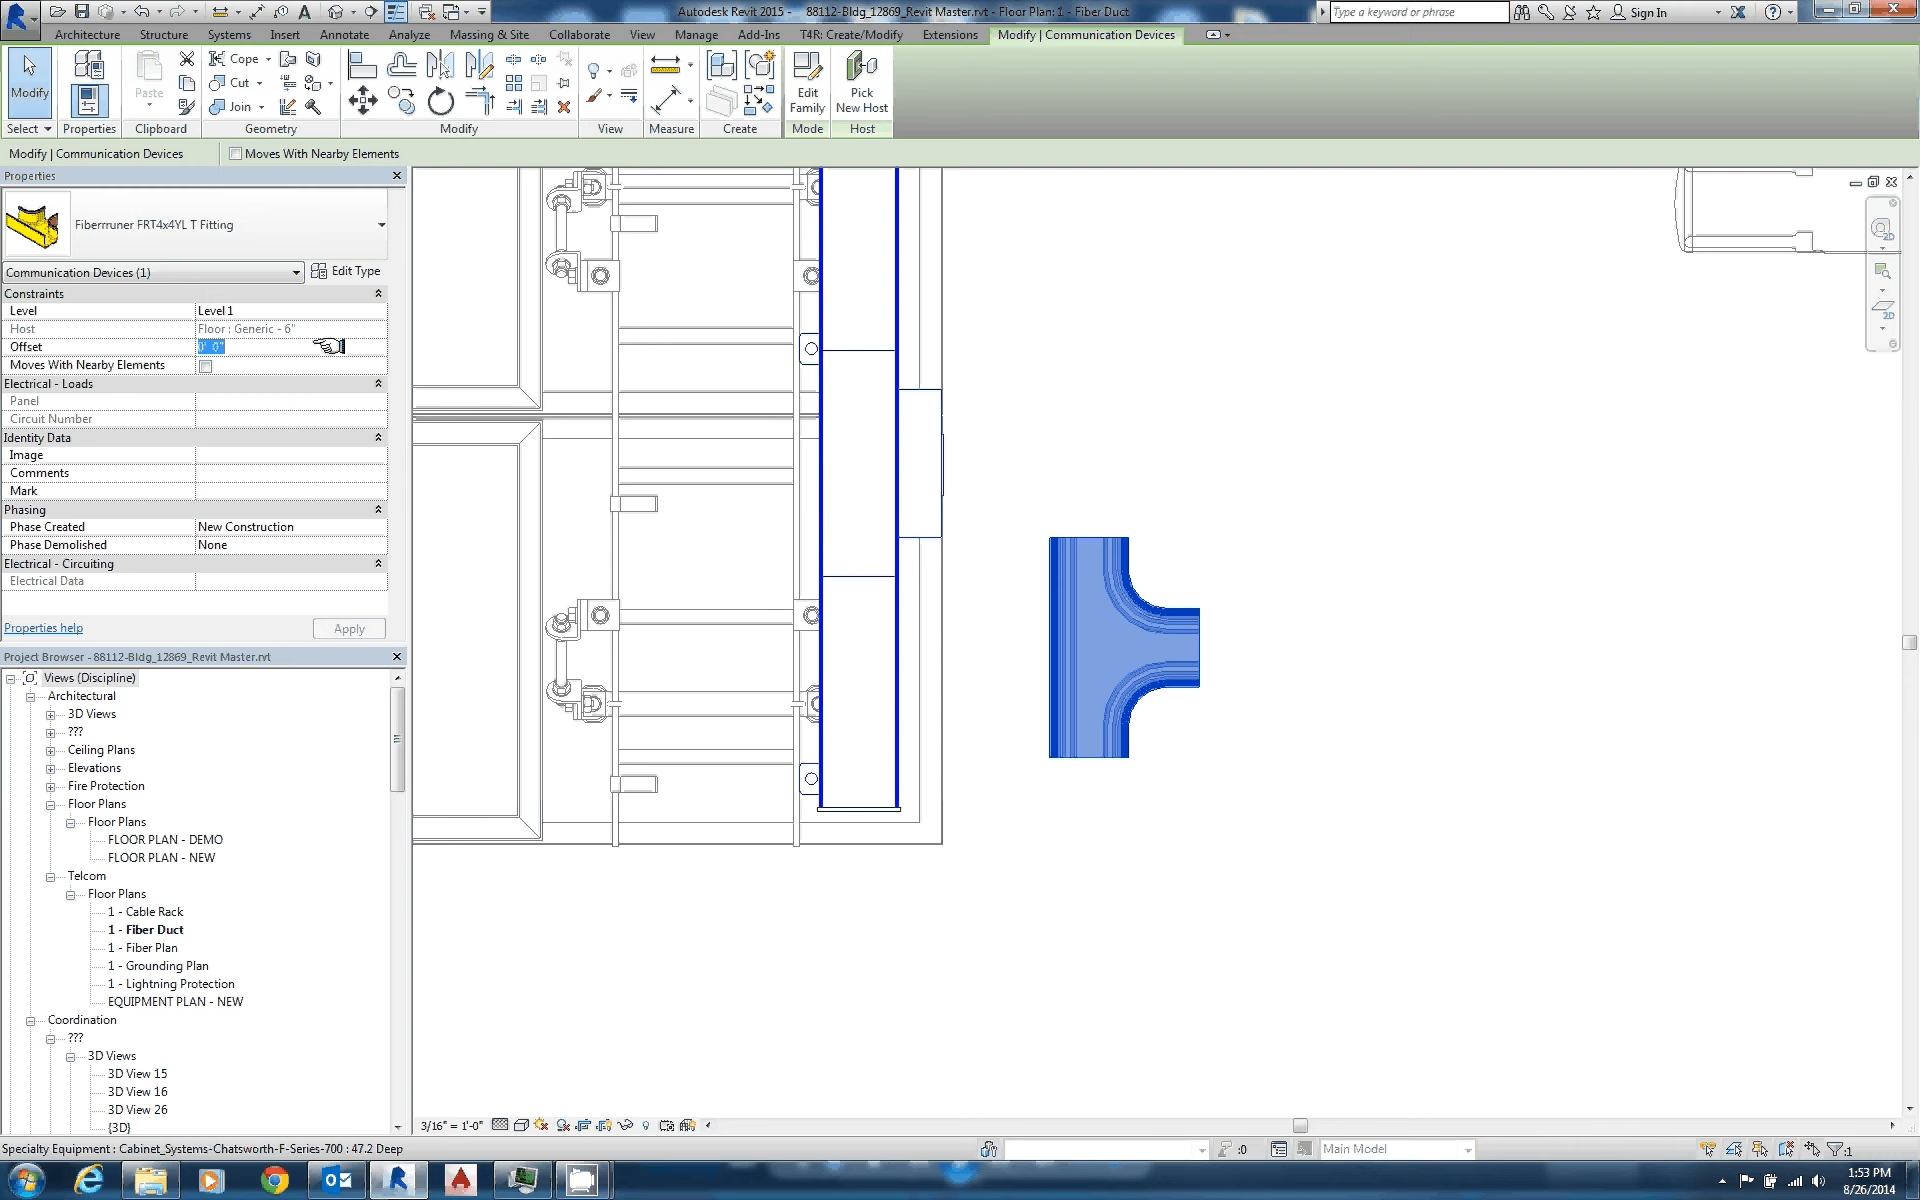 Autodesk Revit 2015 - 88112-Bldg_12869_Revit Master.rvt - Floor Plan: 1 - Fiber Duct
Type a keyword or phrase
Sign In
Architecture Structure Systems Insert Annotate Analyze Massing & Site Collaborate View Manage Add-Ins T4R: Create/Modify Extensions Modify | Communication Devices
Modify
Paste
Cope
Cut
Join
Edit Family
Pick New Host
Select Properties Clipboard Geometry Modify View Measure Create Mode Host
Modify | Communication Devices
Moves With Nearby Elements
Properties
Fiberrruner FRT4x4YL T Fitting
Communication Devices (1)
Edit Type
Constraints
Level Level 1
Host Floor : Generic - 6"
Offset 0' 0"
Moves With Nearby Elements
Electrical - Loads
Panel
Circuit Number
Identity Data
Image
Comments
Mark
Phasing
Phase Created New Construction
Phase Demolished None
Electrical - Circuiting
Electrical Data
Properties help
Apply
Project Browser - 88112-Bldg_12869_Revit Master.rvt
Views (Discipline)
Architectural
3D Views
???
Ceiling Plans
Elevations
Fire Protection
Floor Plans
Floor Plans
FLOOR PLAN - DEMO
FLOOR PLAN - NEW
Telcom
Floor Plans
1 - Cable Rack
1 - Fiber Duct
1 - Fiber Plan
1 - Grounding Plan
1 - Lightning Protection
EQUIPMENT PLAN - NEW
Coordination
???
3D Views
3D View 15
3D View 16
3D View 26
{3D}
2D
2D
3/16" = 1'-0"
Specialty Equipment : Cabinet_Systems-Chatsworth-F-Series-700 : 47.2 Deep
:0
Main Model
:1
1:53 PM
8/26/2014